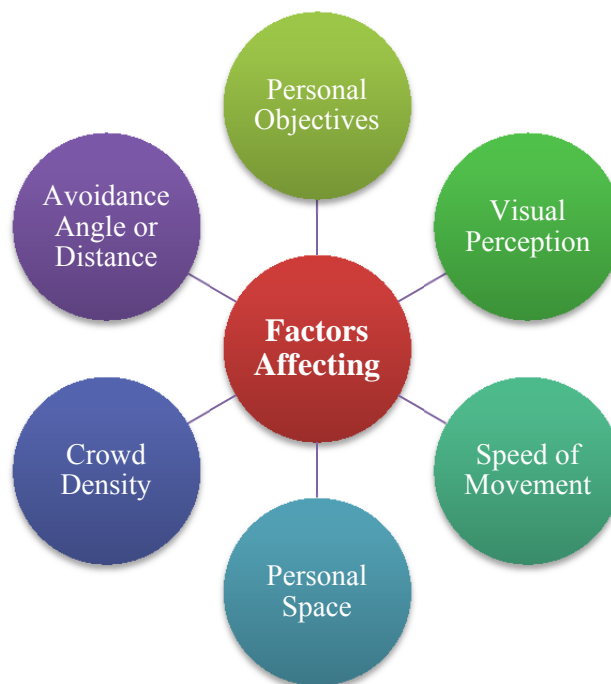 Personal
Objectives
Avoidance
Angle or
Distance
Visual
Perception
Factors
Affecting
Crowd
Density
Speed of
Movement
Personal
Space